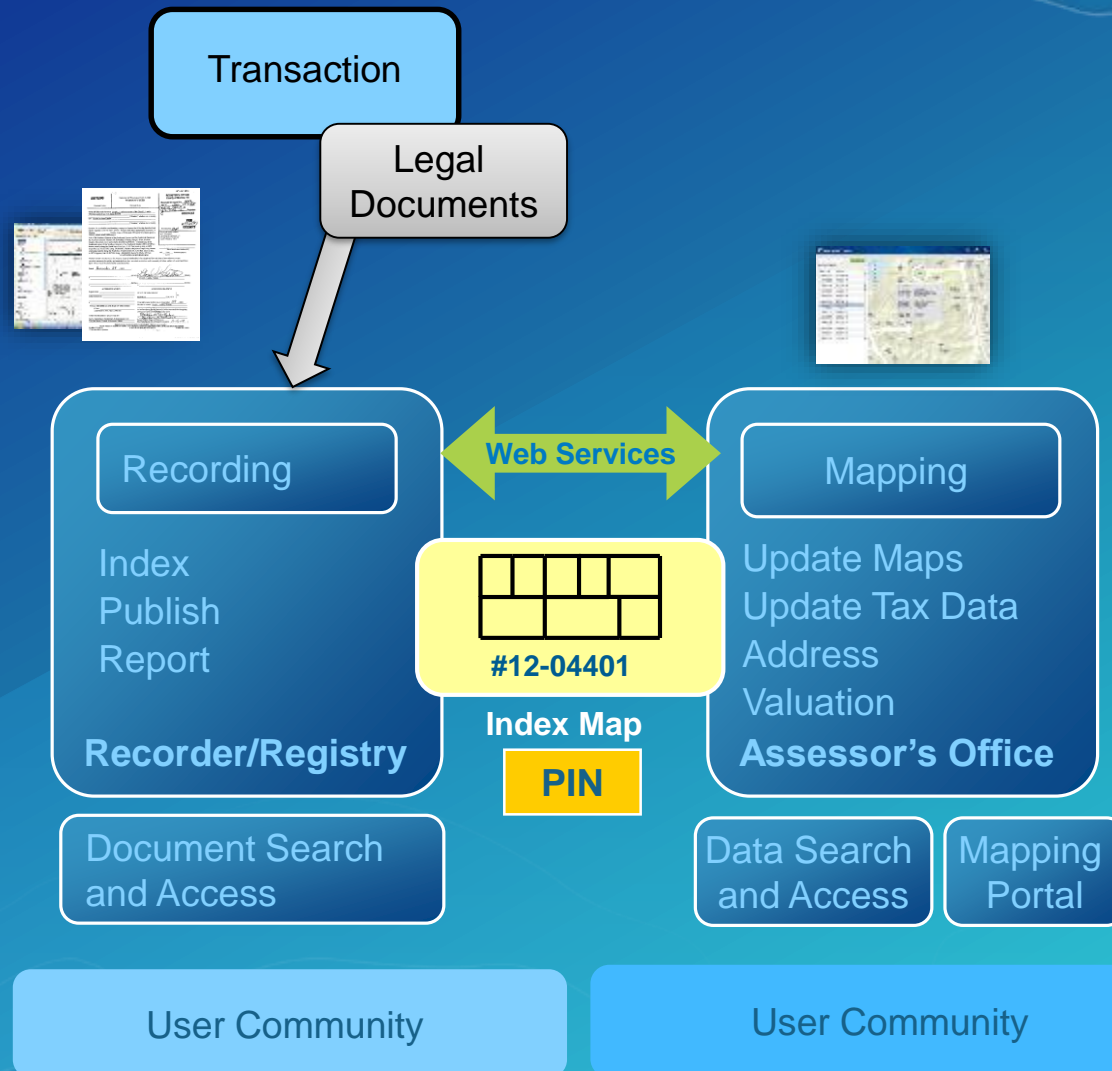 Transaction
Legal
Documents
Web Services
Recording
Index
Publish
Report
Recorder/Registry
#12-04401
Index Map
PIN
Mapping
Update Maps
Update Tax Data
Address
Valuation
Assessor's Office
Document Search
and Access
Data Search
and Access
Mapping
Portal
User Community
User Community